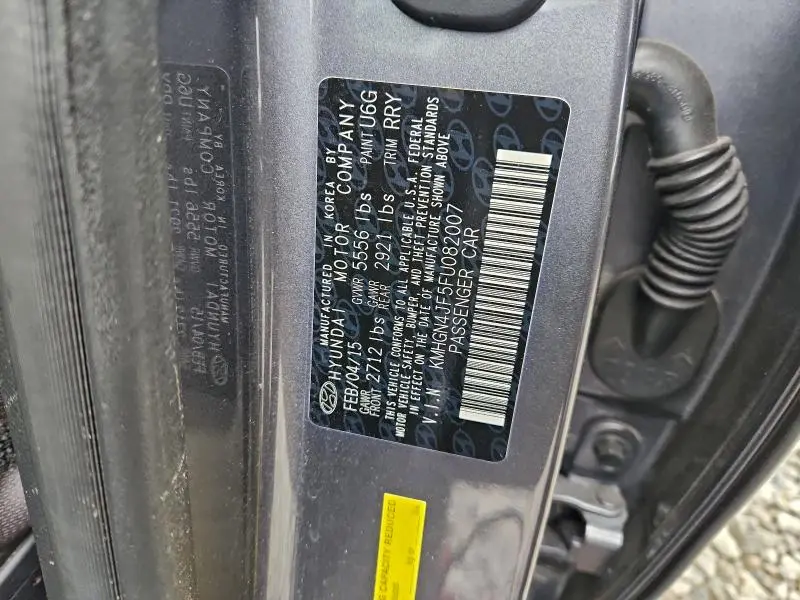 MANUFACTURED IN KOREA BY
HYUNDAI MOTOR COMPANY
FEB/04/15 GVWR 5556 lbs PAINT U6G
GAWR FRONT 2712 lbs GAWR REAR 2921 lbs TRIM RRY
THIS VEHICLE CONFORMS TO ALL APPLICABLE U.S.A. FEDERAL
MOTOR VEHICLE SAFETY, BUMPER, AND THEFT PREVENTION STANDARDS
IN EFFECT ON THE DATE OF MANUFACTURE SHOWN ABOVE
V.I.N KMHGN4JF5FU082007
PASSENGER CAR
CAPACITY REDUCED